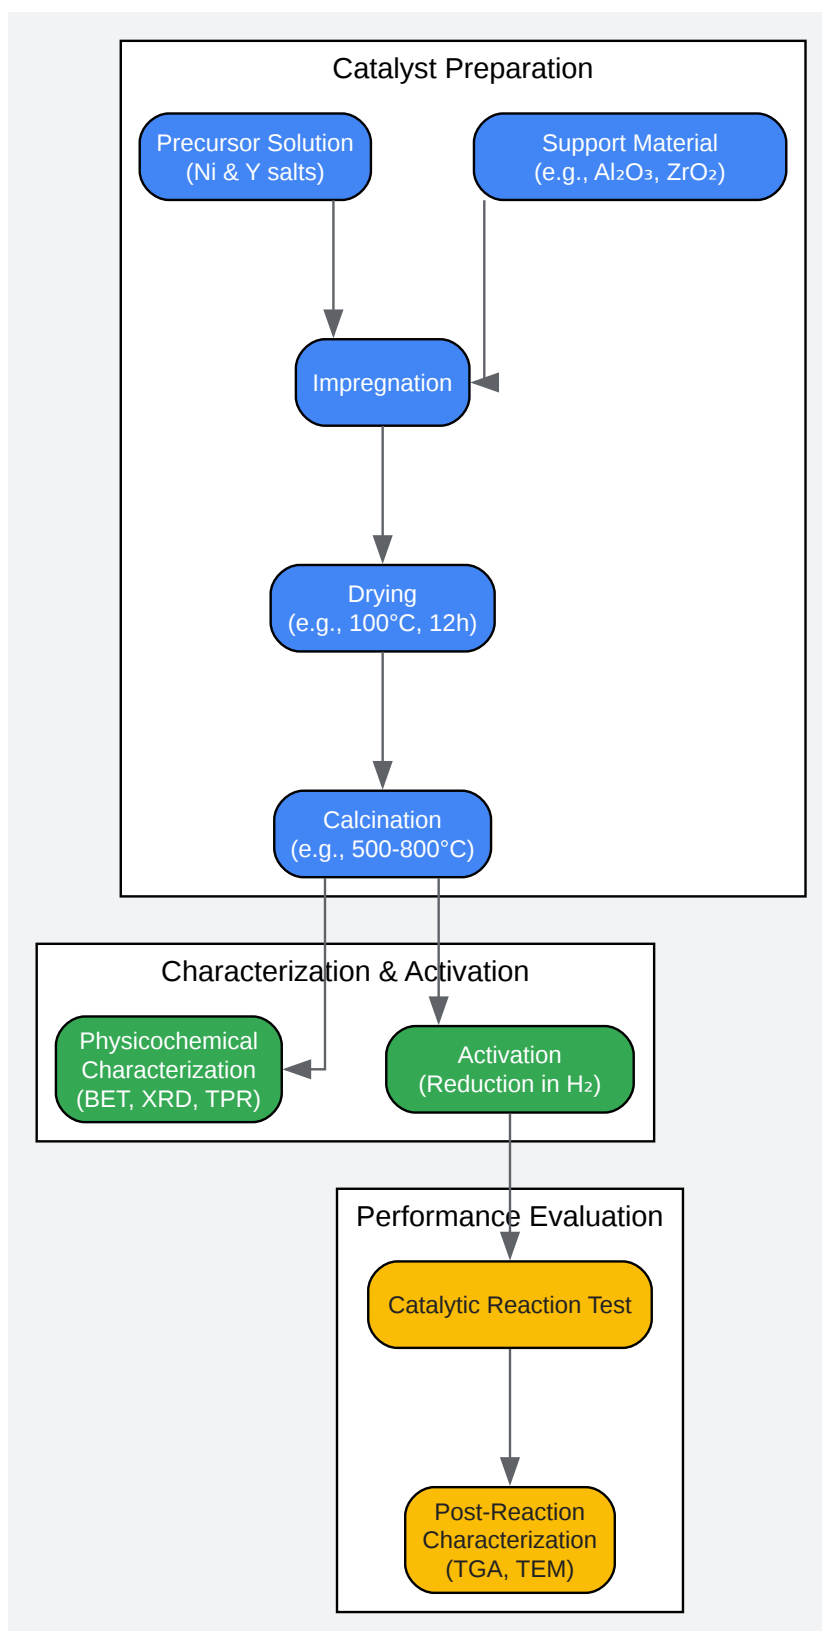 Catalyst Preparation
Precursor Solution
(Ni & Y salts)
Support Material
(e.g., Al₂O₃, ZrO₂)
Impregnation
Drying
(e.g., 100°C, 12h)
Calcination
(e.g., 500-800°C)
Characterization & Activation
Physicochemical
Characterization
(BET, XRD, TPR)
Activation
(Reduction in H₂)
Performance Evaluation
Catalytic Reaction Test
Post-Reaction
Characterization
(TGA, TEM)